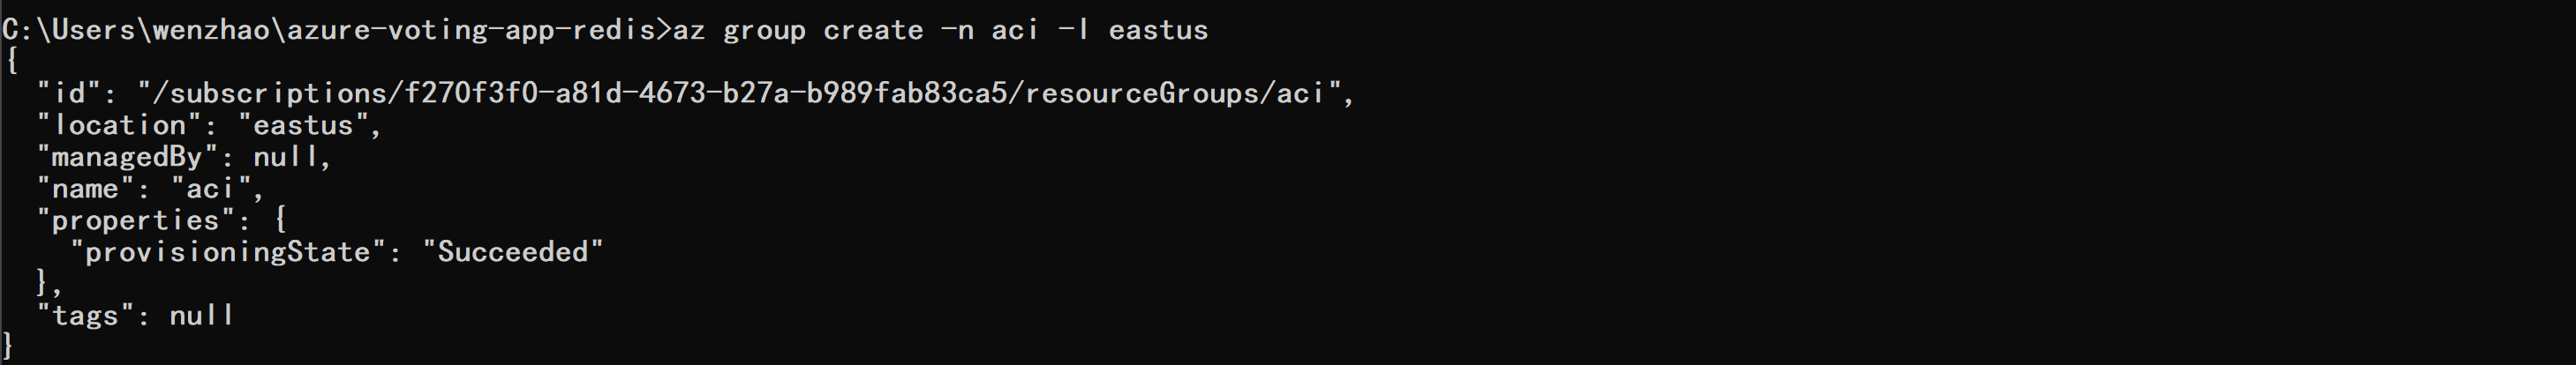 C:\Users\wenzhao\azure-voting-app-redis>az group create -n aci -l eastus
{
  "id": "/subscriptions/f270f3f0-a81d-4673-b27a-b989fab83ca5/resourceGroups/aci",
  "location": "eastus",
  "managedBy": null,
  "name": "aci",
  "properties": {
    "provisioningState": "Succeeded"
  },
  "tags": null
}